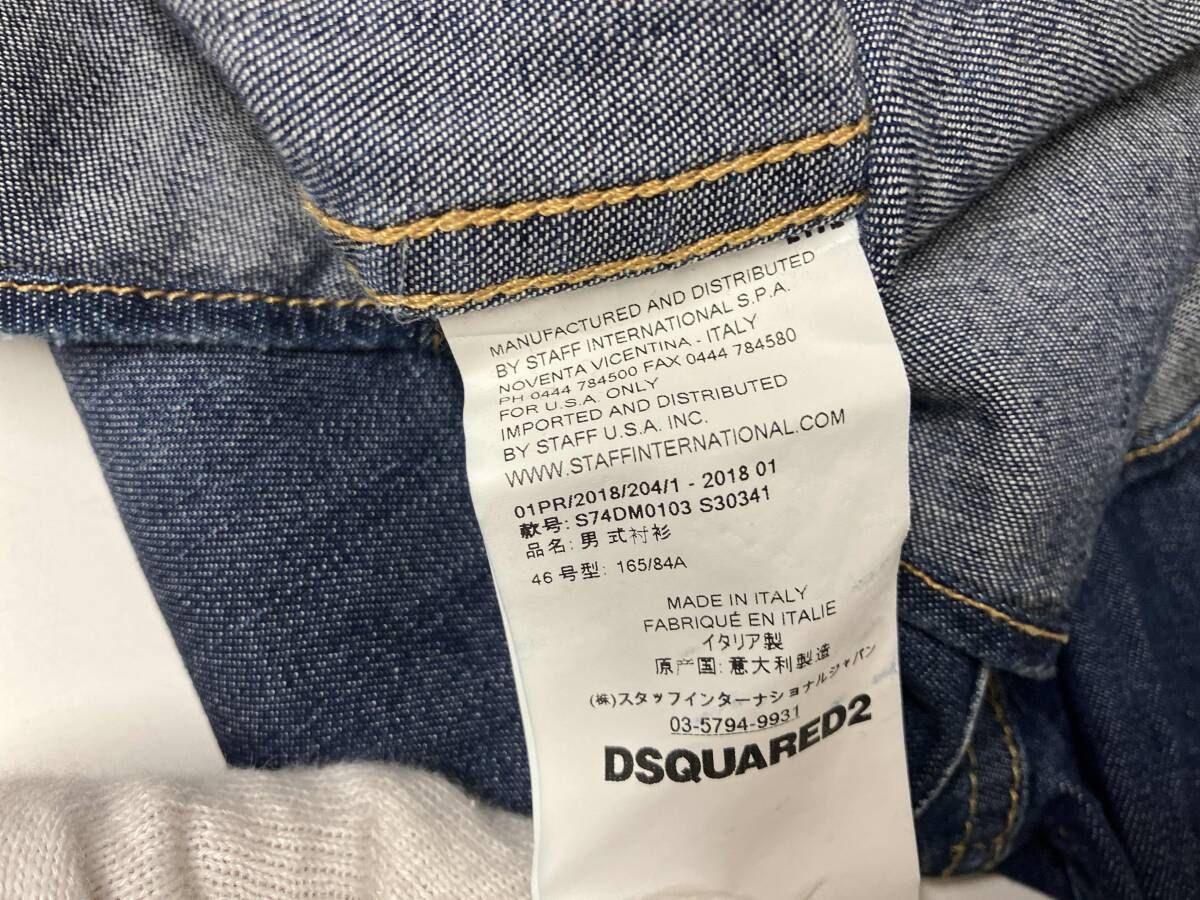 MANUFACTURED AND DISTRIBUTED
BY STAFF INTERNATIONAL S.P.A.
NOVENTA VICENTINA - ITALY
PH 0444 784500 FAX 0444 784580
FOR U.S.A. ONLY
IMPORTED AND DISTRIBUTED
BY STAFF U.S.A. INC.
WWW.STAFFINTERNATIONAL.COM
01PR/2018/204/1 - 2018 01
款号: S74DM0103 S30341
品名: 男式衬衫
46 号型: 165/84A
MADE IN ITALY
FABRIQUÉ EN ITALIE
イタリア製
原产国: 意大利製造
(株)スタッフインターナショナルジャパン
03-5794-9931
DSQUARED2